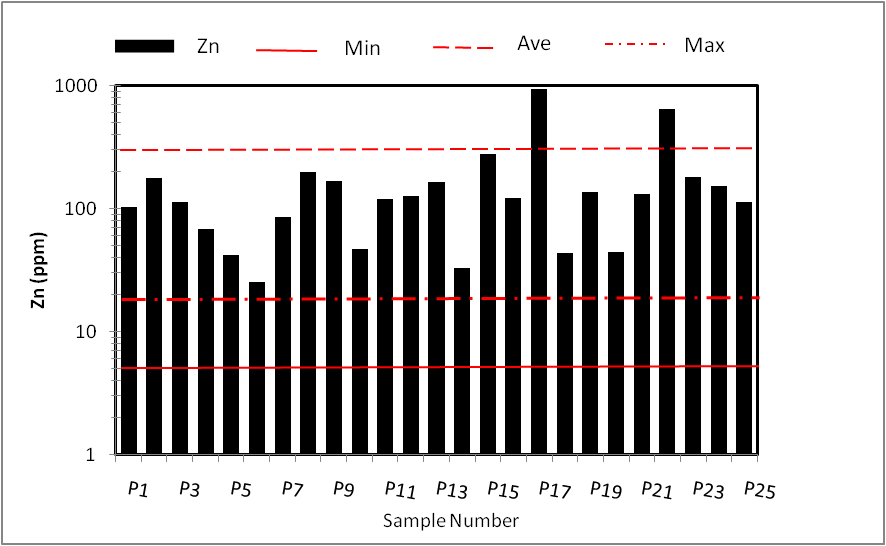 Zn Min Ave Max
1000
100
10
1
Zn (ppm)
P1 P3 P5 P7 P9 P11 P13 P15 P17 P19 P21 P23 P25
Sample Number